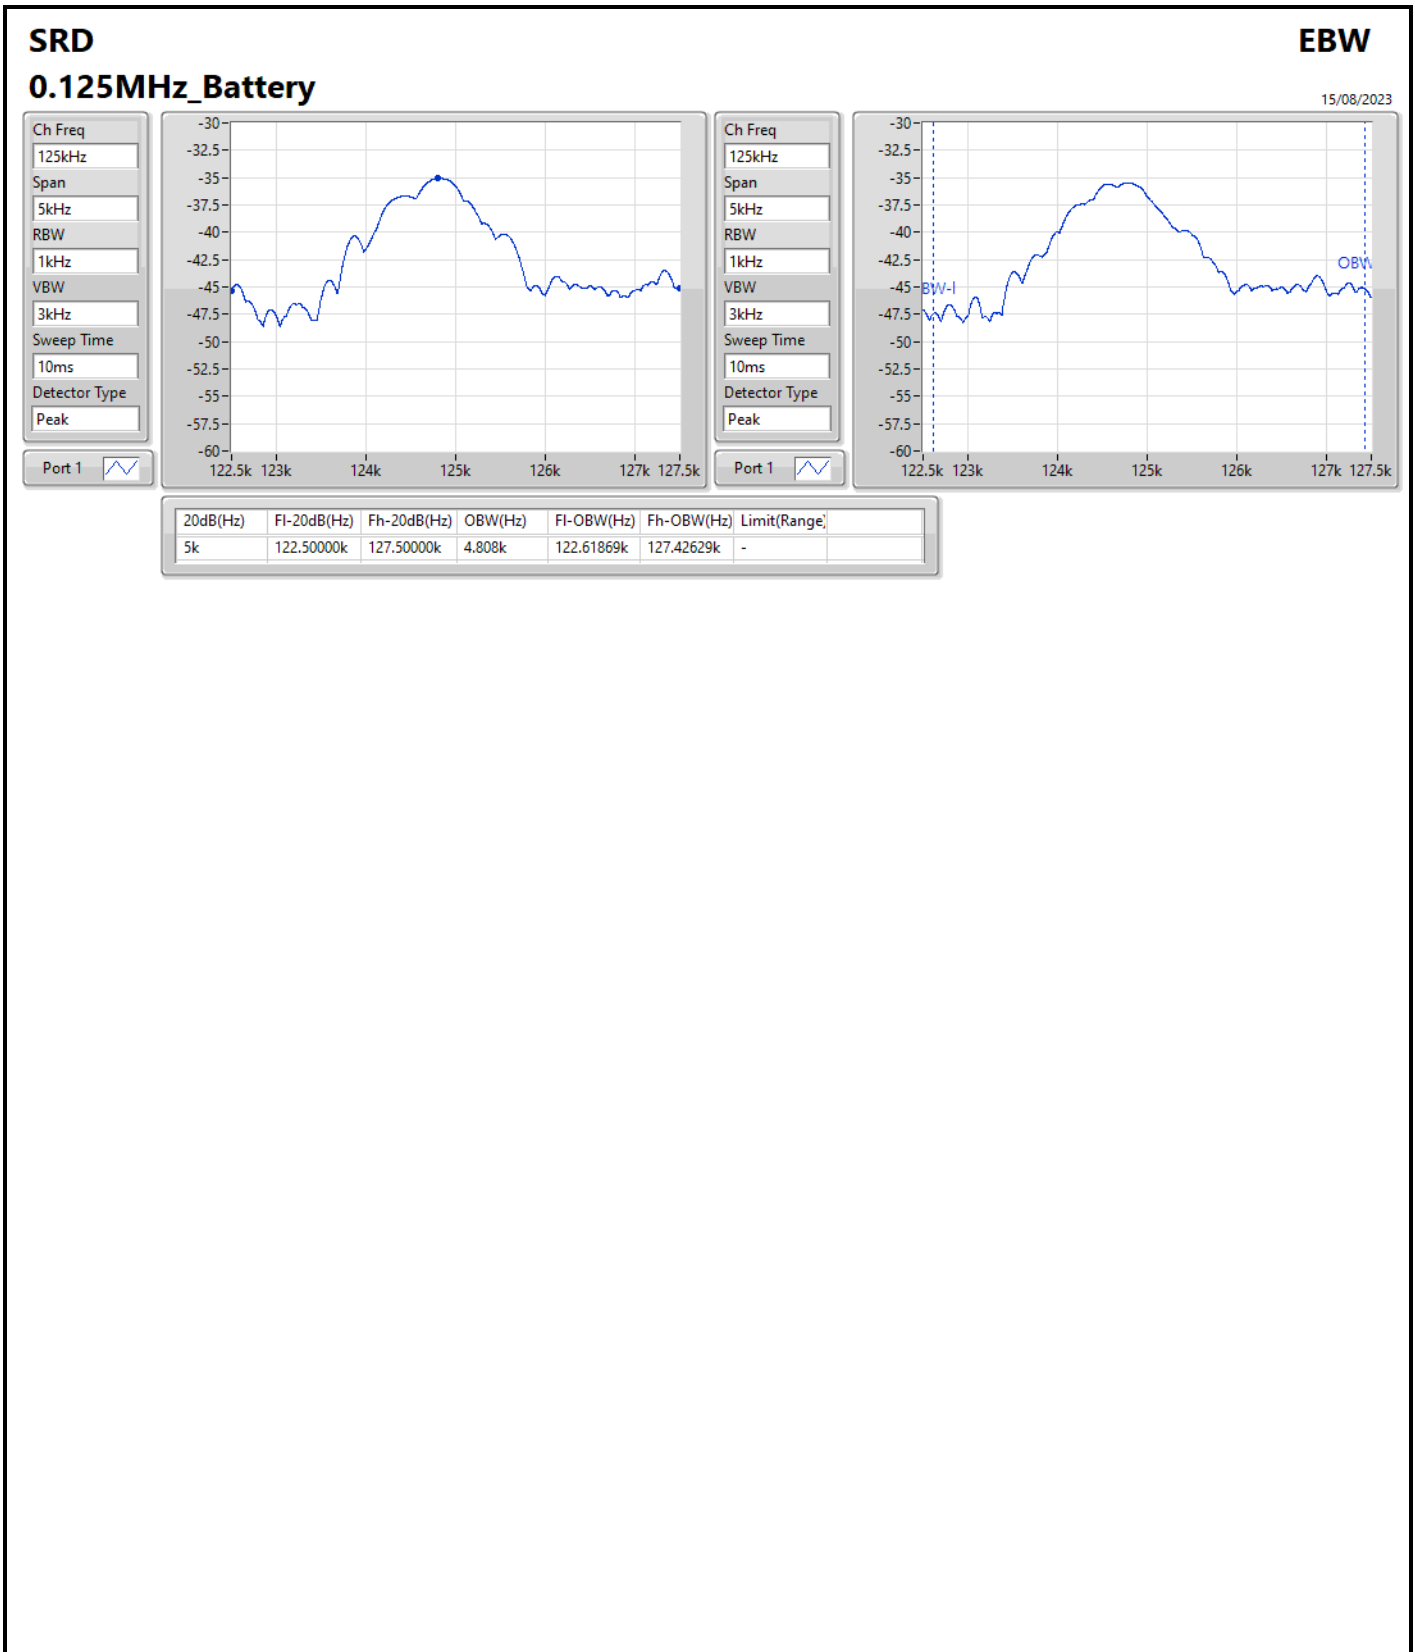 SRD
EBW
0.125MHz_Battery
15/08/2023
Ch Freq
125kHz
Span
5kHz
RBW
1kHz
VBW
3kHz
Sweep Time
10ms
Detector Type
Peak
Port 1
-30
-32.5
-35
-37.5
-40
-42.5
-45
-47.5
-50
-52.5
-55
-57.5
-60
122.5k 123k 124k 125k 126k 127k 127.5k
Ch Freq
125kHz
Span
5kHz
RBW
1kHz
VBW
3kHz
Sweep Time
10ms
Detector Type
Peak
Port 1
-30
-32.5
-35
-37.5
-40
-42.5
-45
-47.5
-50
-52.5
-55
-57.5
-60
BW-l
OBW
122.5k 123k 124k 125k 126k 127k 127.5k
20dB(Hz) Fl-20dB(Hz) Fh-20dB(Hz) OBW(Hz) Fl-OBW(Hz) Fh-OBW(Hz) Limit(Range)
5k 122.50000k 127.50000k 4.808k 122.61869k 127.42629k -